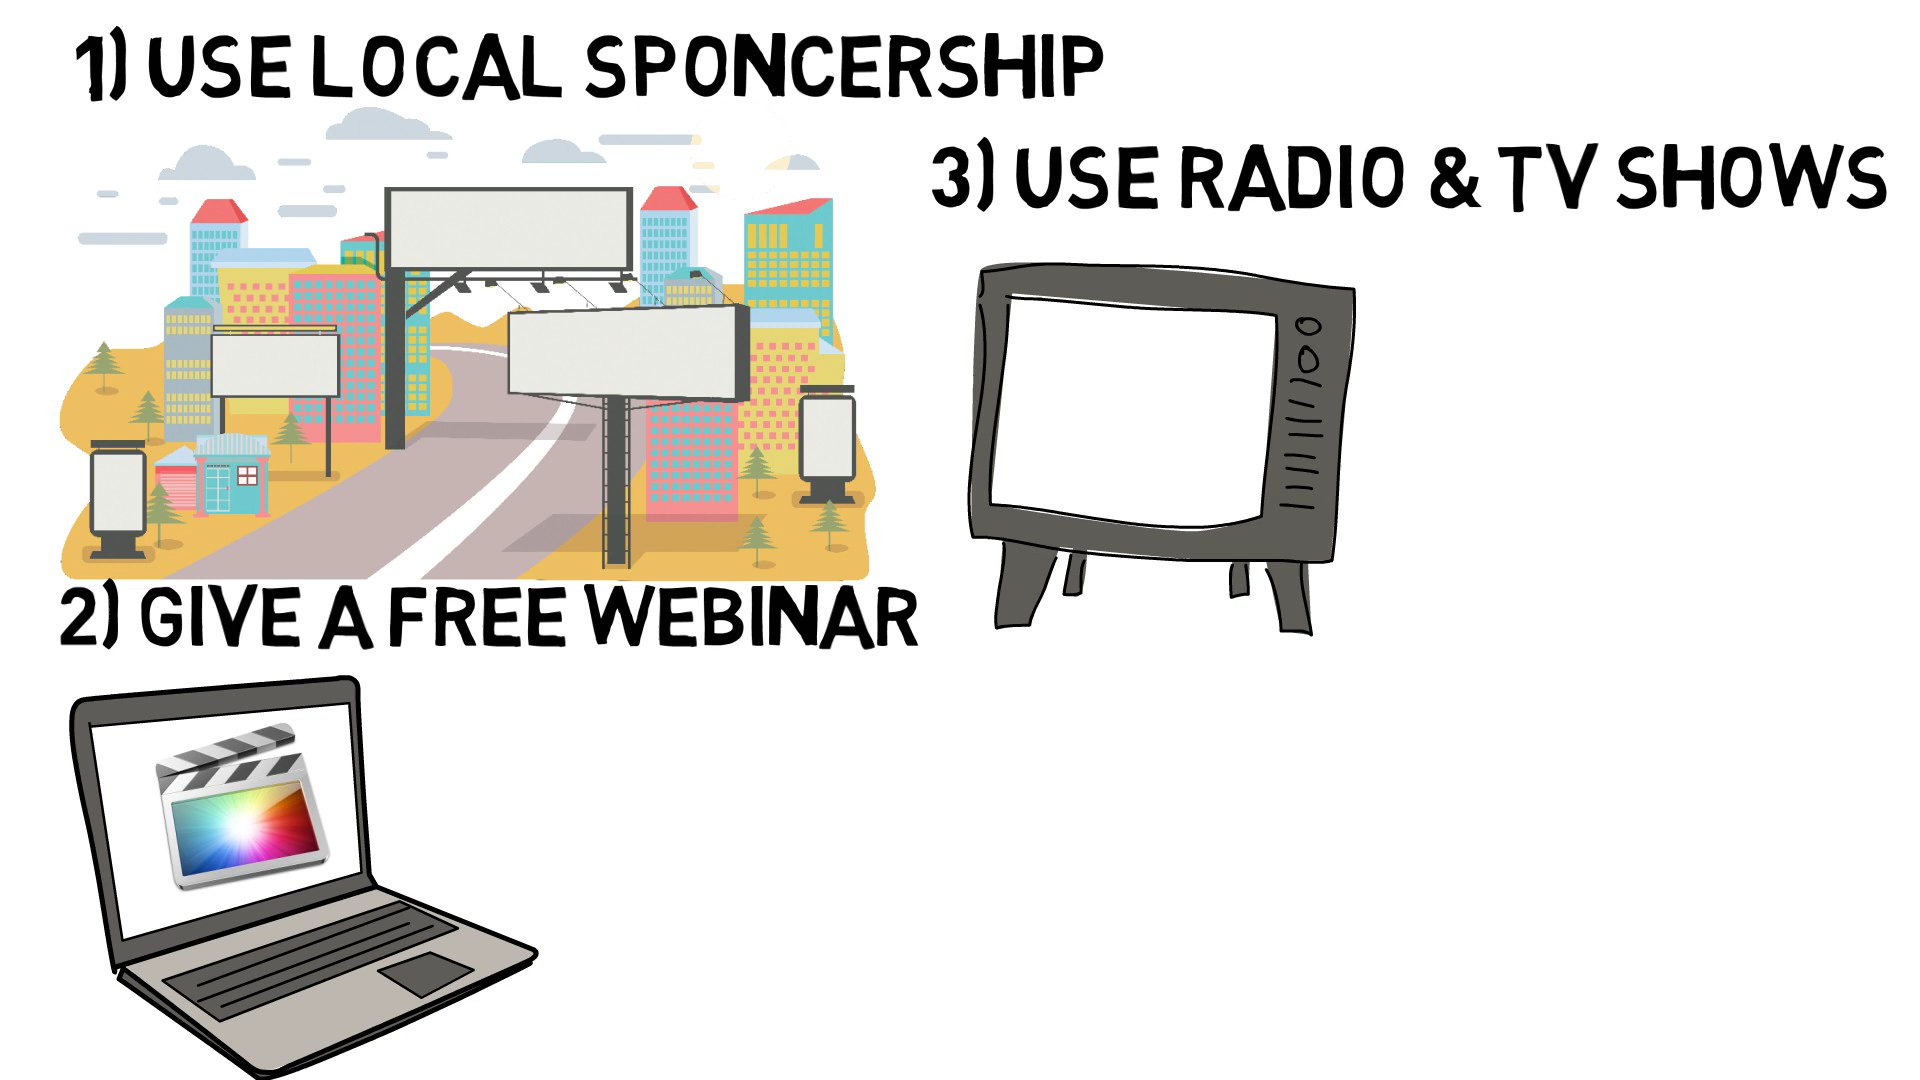 1) USE LOCAL SPONCERSHIP
2) GIVE A FREE WEBINAR
3) USE RADIO & TV SHOWS